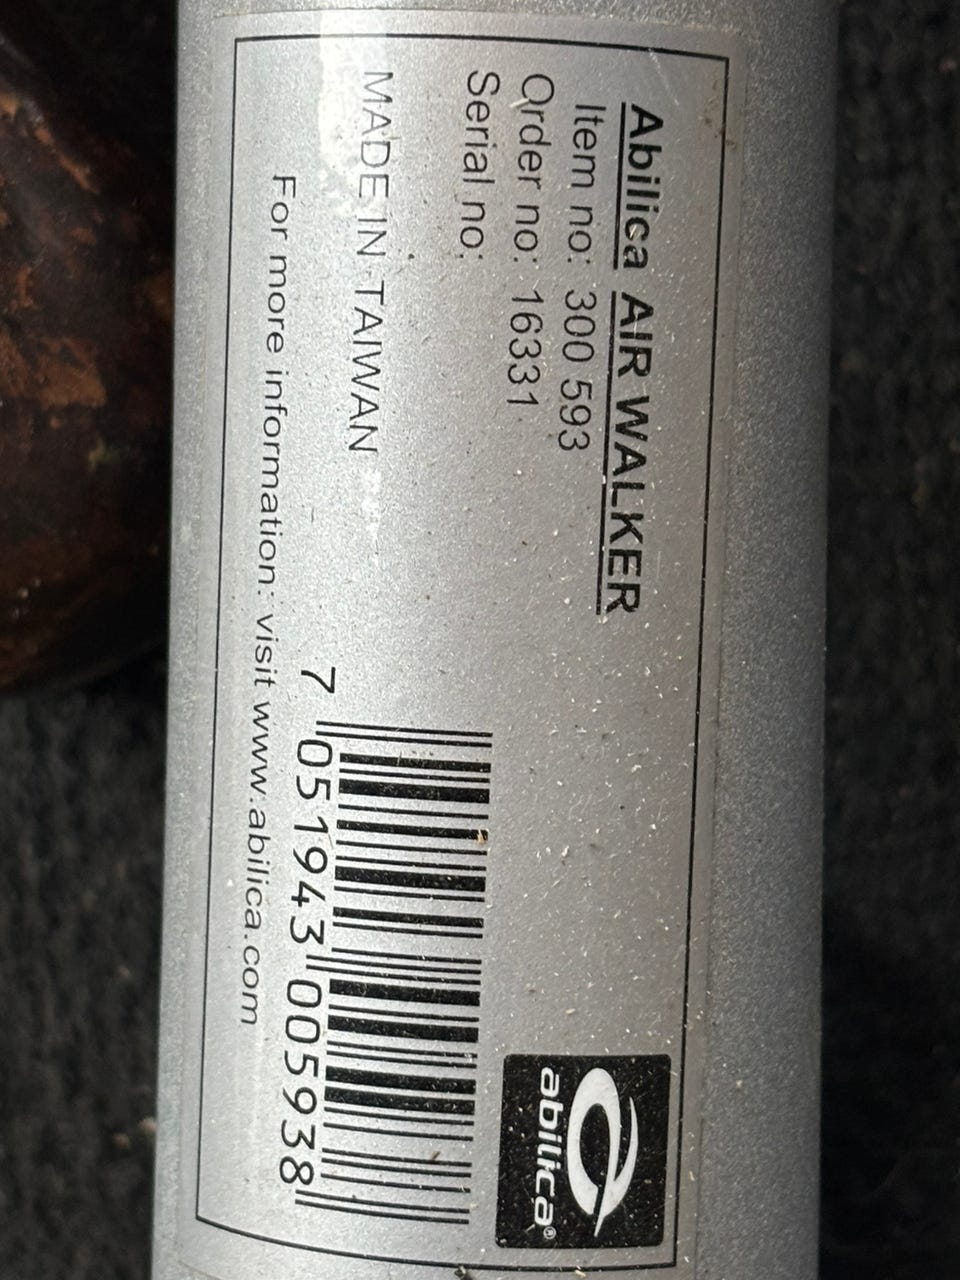 Abilica AIR WALKER
Item no: 300 593
Order no: 16331
Serial no:
MADE IN TAIWAN
7 051943 005938
For more information: visit www.abilica.com
abilica®